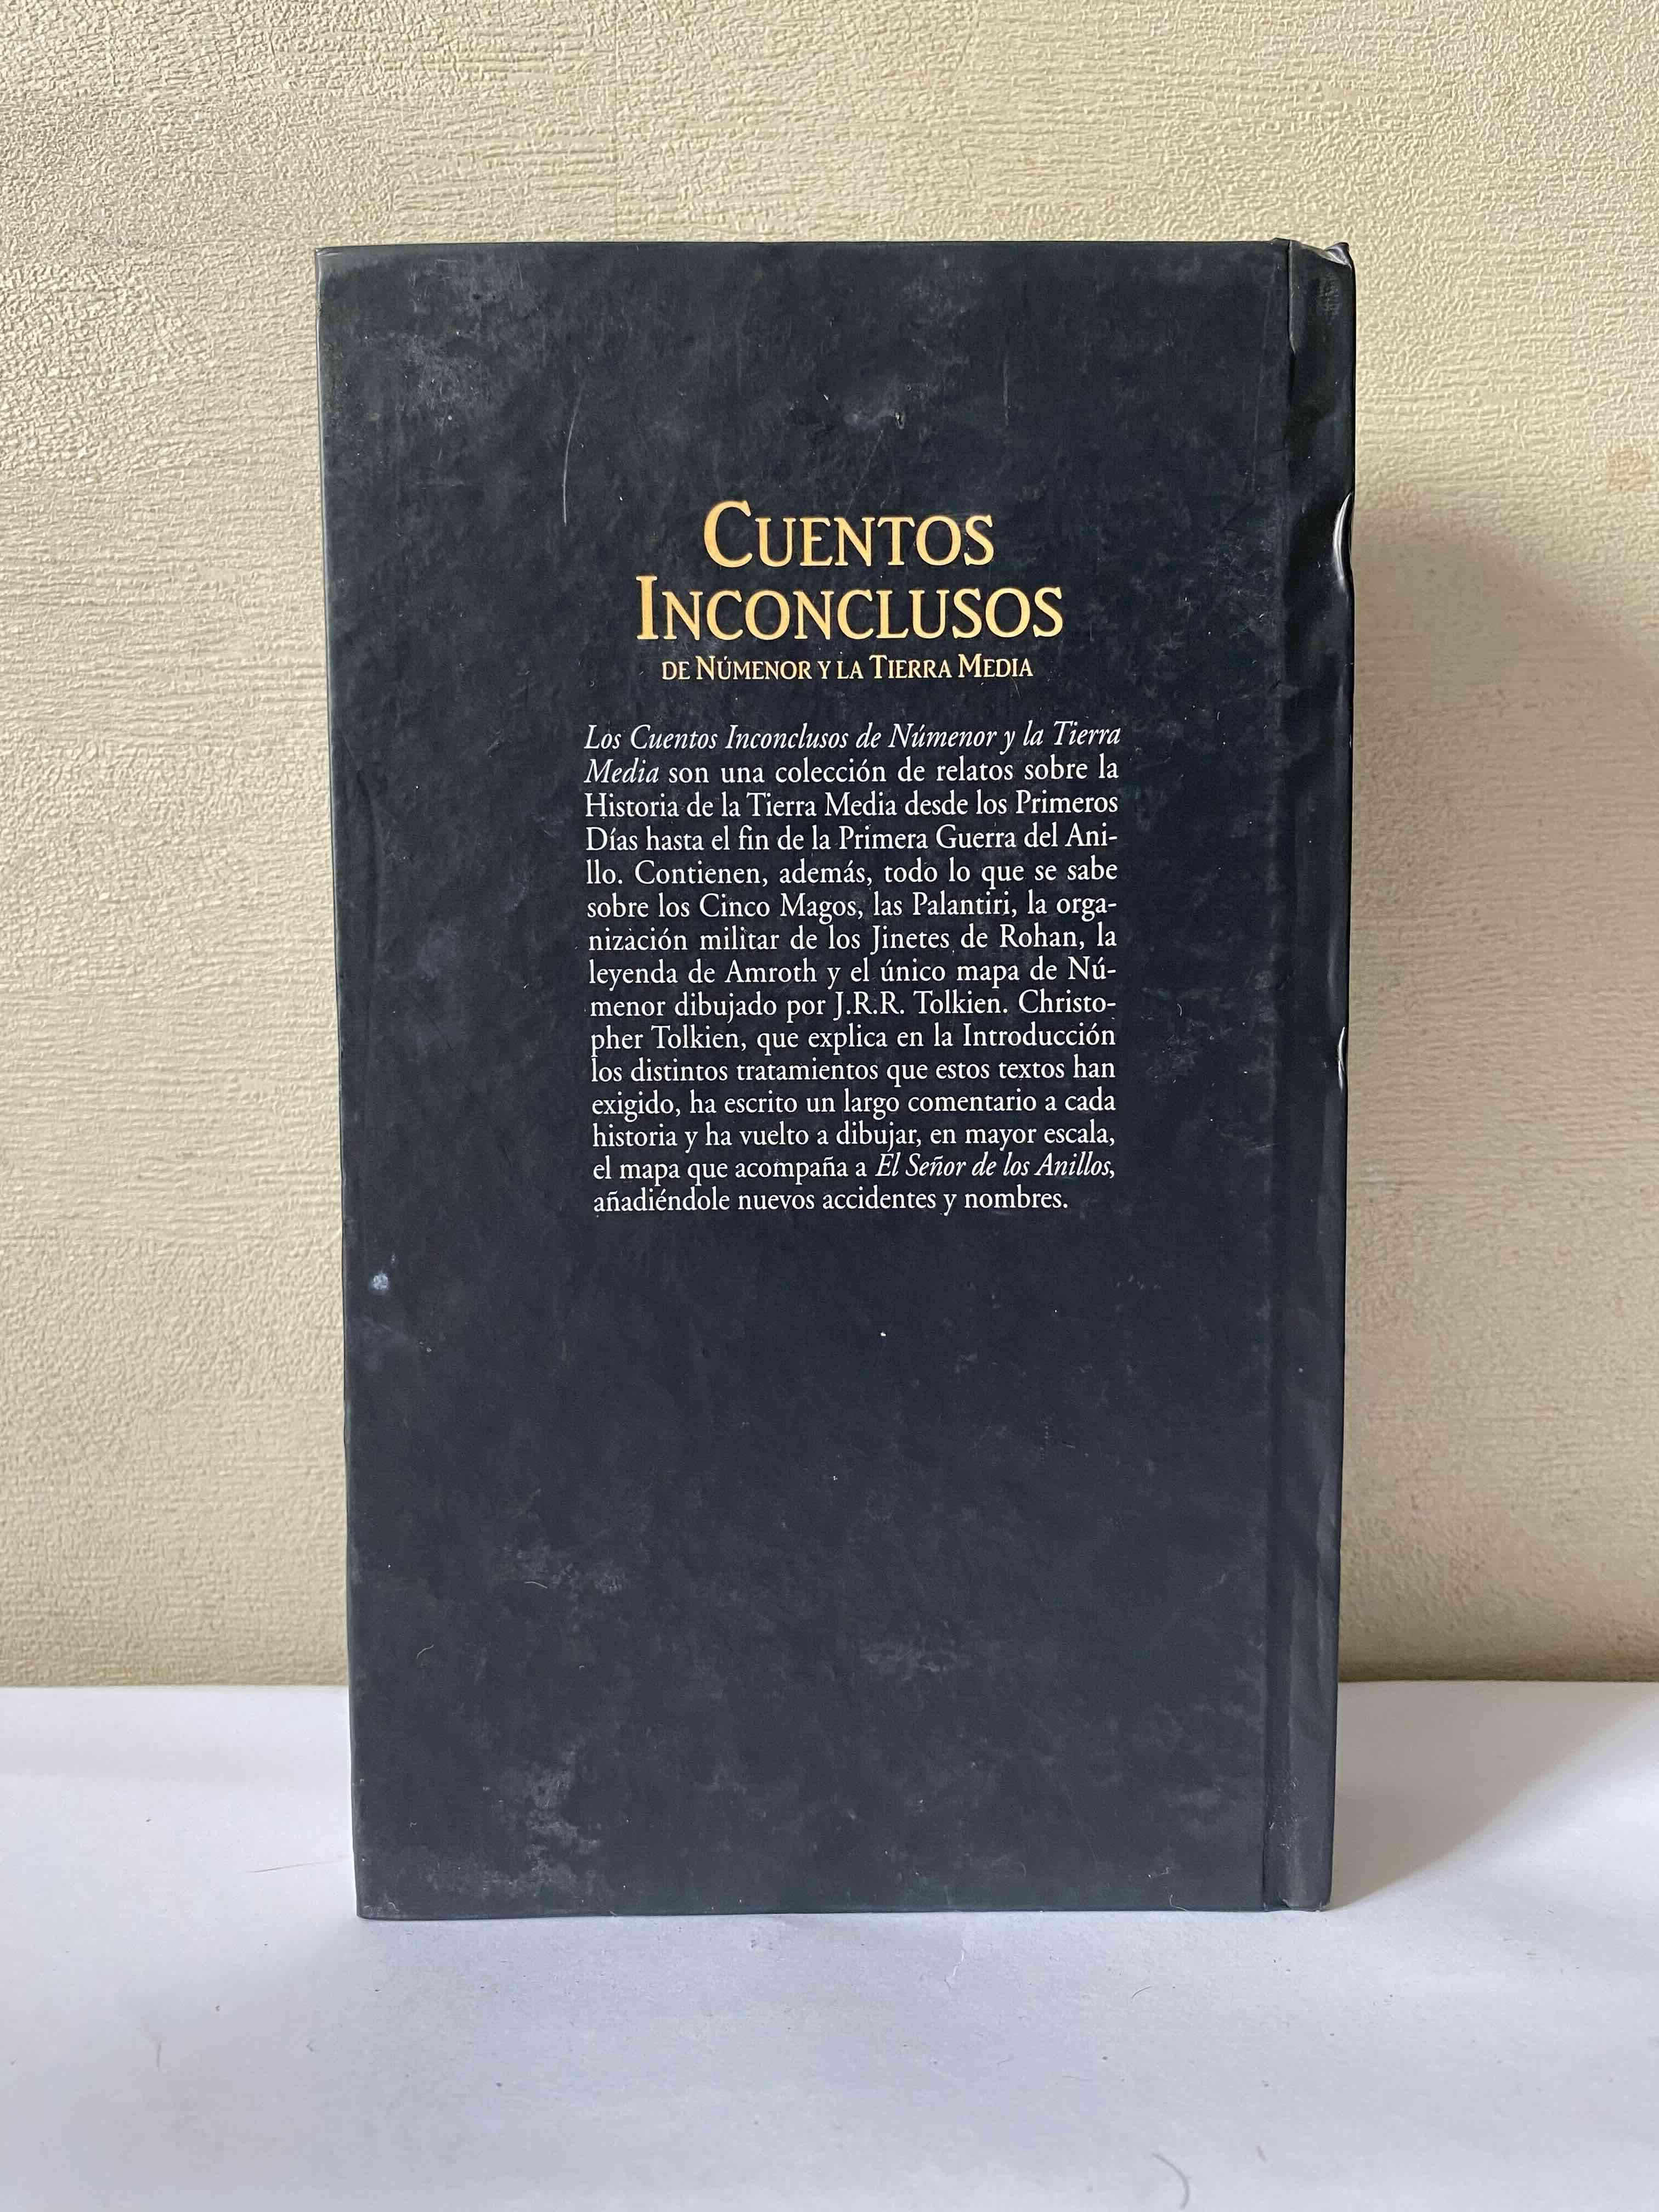 CUENTOS
INCONCLUSOS
DE NÚMENOR Y LA TIERRA MEDIA
Los Cuentos Inconclusos de Númenor y la Tierra
Media son una colección de relatos sobre la
Historia de la Tierra Media desde los Primeros
Días hasta el fin de la Primera Guerra del Ani-
llo. Contienen, además, todo lo que se sabe
sobre los Cinco Magos, las Palantiri, la orga-
nización militar de los Jinetes de Rohan, la
leyenda de Amroth y el único mapa de Nú-
menor dibujado por J.R.R. Tolkien. Christo-
pher Tolkien, que explica en la Introducción
los distintos tratamientos que estos textos han
exigido, ha escrito un largo comentario a cada
historia y ha vuelto a dibujar, en mayor escala,
el mapa que acompaña a El Señor de los Anillos,
añadiéndole nuevos accidentes y nombres.